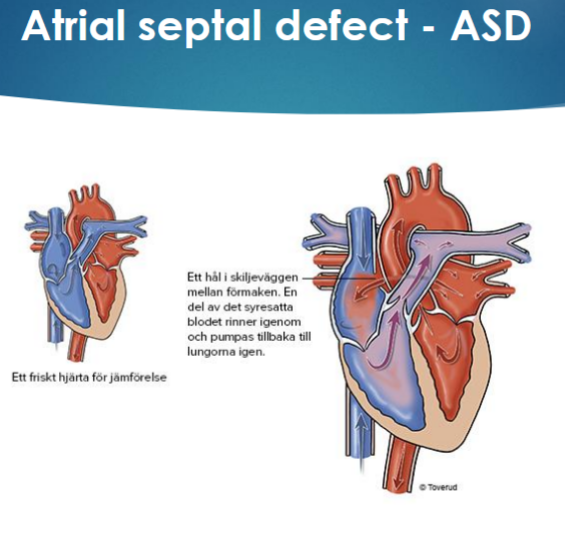 Atrial septal defect - ASD
Ett hål i skiljeväggen
mellan förmaken. En
del av det syresatta
blodet rinner igenom
och pumpas tillbaka till
lungorna igen.
Ett friskt hjärta för jämförelse
© Toverud